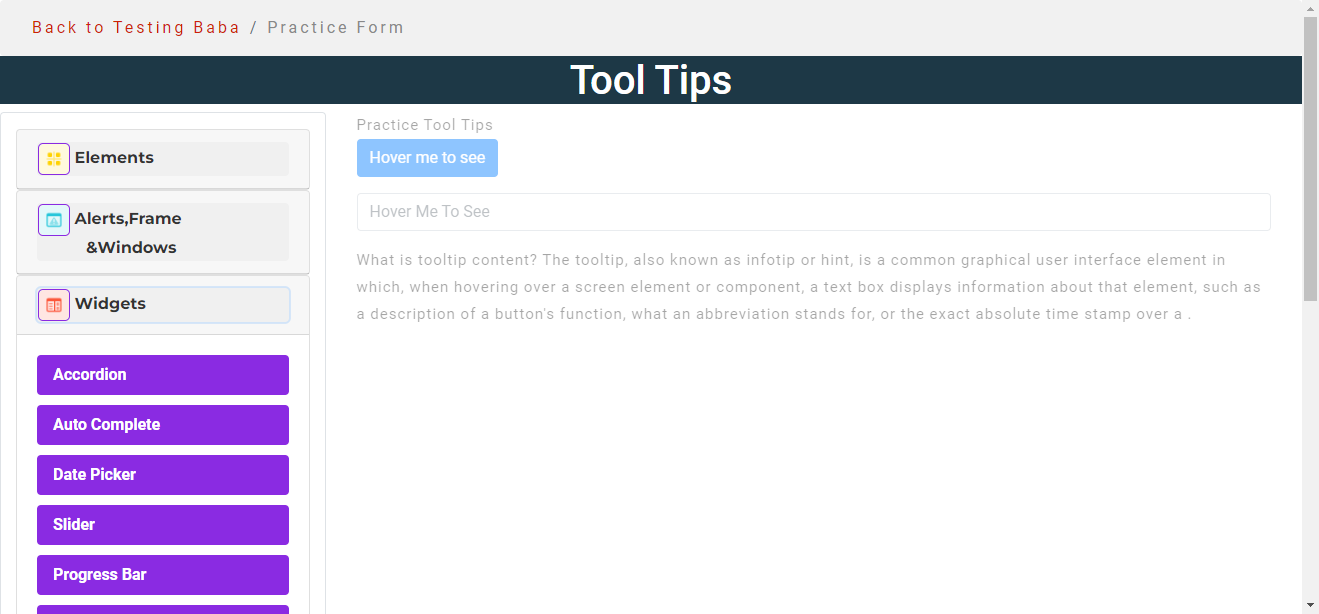 Back to Testing Baba / Practice Form
Tool Tips
Elements
Alerts,Frame
&Windows
Widgets
Accordion
Auto Complete
Date Picker
Slider
Progress Bar
Practice Tool Tips
Hover me to see
Hover Me To See
What is tooltip content? The tooltip, also known as infotip or hint, is a common graphical user interface element in
which, when hovering over a screen element or component, a text box displays information about that element, such as
a description of a button's function, what an abbreviation stands for, or the exact absolute time stamp over a .